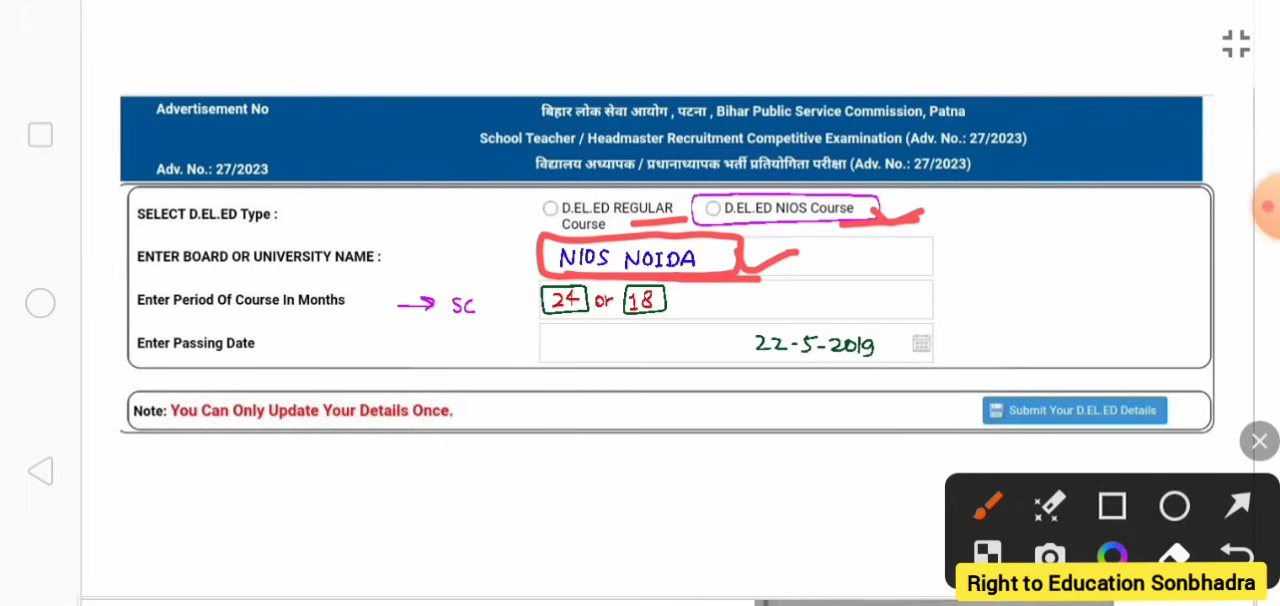 Advertisement No
बिहार लोक सेवा आयोग , पटना , Bihar Public Service Commission, Patna
School Teacher / Headmaster Recruitment Competitive Examination (Adv. No.: 27/2023)
Adv. No.: 27/2023
विद्यालय अध्यापक / प्रधानाध्यापक भर्ती प्रतियोगिता परीक्षा (Adv. No.: 27/2023)
SELECT D.EL.ED Type :
D.EL.ED REGULAR Course
D.EL.ED NIOS Course
ENTER BOARD OR UNIVERSITY NAME :
NIOS NOIDA
Enter Period Of Course In Months
→ SC
24 or 18
Enter Passing Date
22-5-2019
Note: You Can Only Update Your Details Once.
Submit Your D.EL.ED Details
Right to Education Sonbhadra